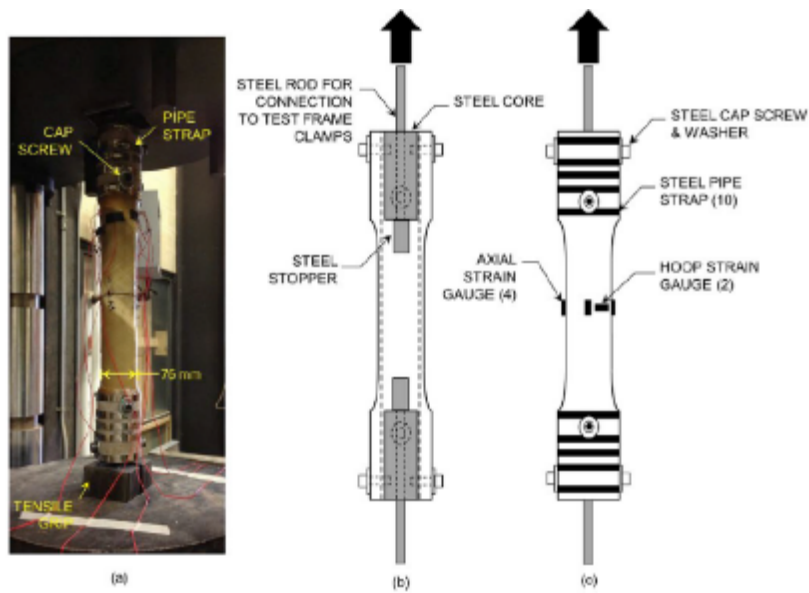 PIPE
STRAP
CAP
SCREW
75 mm
TENSILE
GRIP
(a)
STEEL ROD FOR
CONNECTION
TO TEST FRAME
CLAMPS
STEEL CORE
STEEL
STOPPER
(b)
STEEL CAP SCREW
& WASHER
STEEL PIPE
STRAP (10)
AXIAL
STRAIN
GAUGE (4)
HOOP STRAIN
GAUGE (2)
(c)